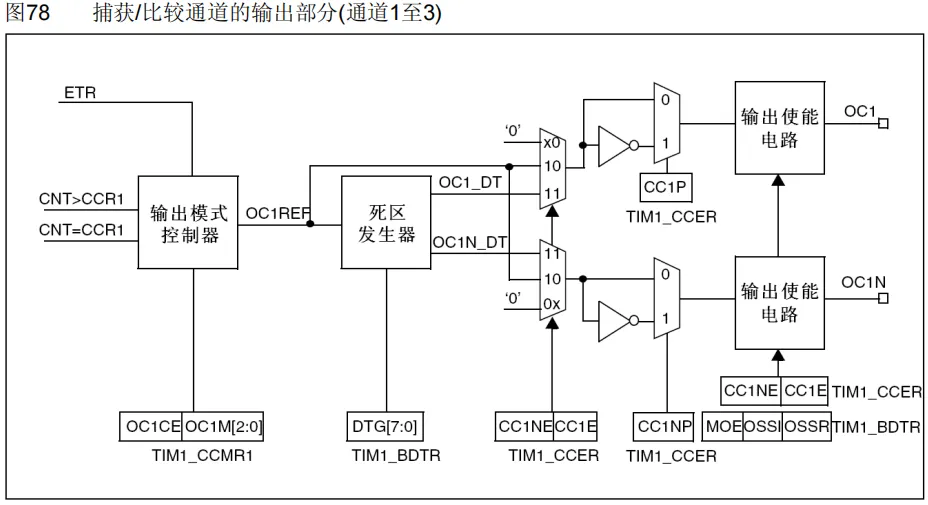 图78 捕获/比较通道的输出部分(通道1至3)
ETR
CNT>CCR1
CNT=CCR1
输出模式
控制器
OC1REF
死区
发生器
OC1_DT
OC1N_DT
'0'
x0
10
11
11
10
0x
'0'
0
1
CC1P
TIM1_CCER
0
1
输出使能
电路
OC1
输出使能
电路
OC1N
OC1CE OC1M[2:0]
TIM1_CCMR1
DTG[7:0]
TIM1_BDTR
CC1NE CC1E
TIM1_CCER
CC1NP
TIM1_CCER
CC1NE CC1E TIM1_CCER
MOE OSSI OSSR TIM1_BDTR